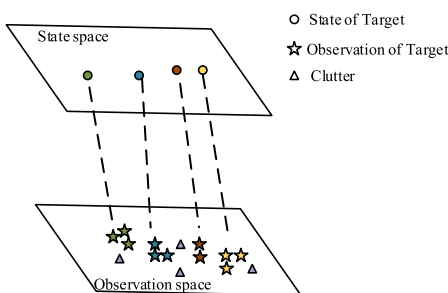 State space
State of Target
Observation of Target
Clutter
Observation space